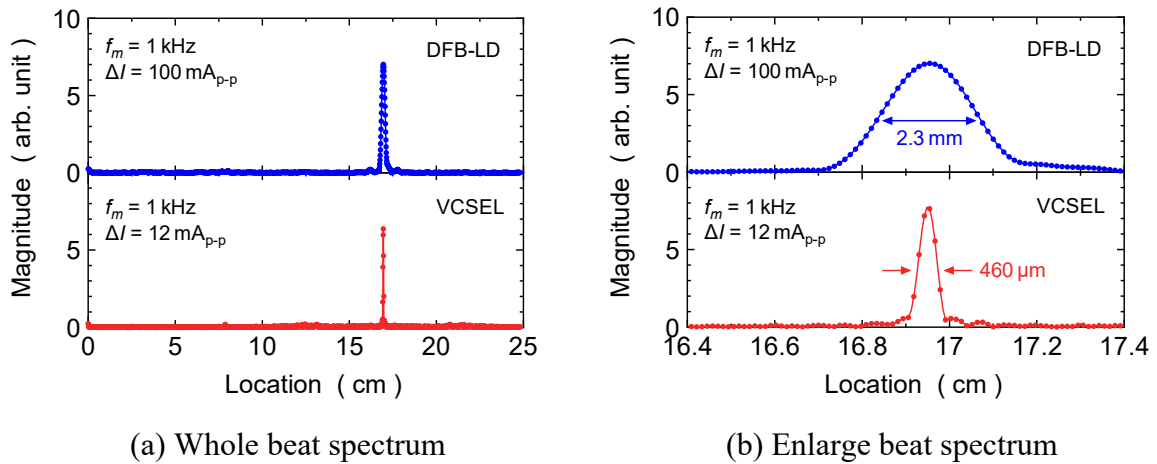 10
f_m = 1 kHz
ΔI = 100 mA_p-p
DFB-LD
5
0
f_m = 1 kHz
ΔI = 12 mA_p-p
VCSEL
5
0
0 5 10 15 20 25
Location ( cm )
Magnitude ( arb. unit )
(a) Whole beat spectrum
10
f_m = 1 kHz
ΔI = 100 mA_p-p
DFB-LD
5
2.3 mm
0
f_m = 1 kHz
ΔI = 12 mA_p-p
VCSEL
5
460 µm
0
16.4 16.6 16.8 17 17.2 17.4
Location ( cm )
Magnitude ( arb. unit )
(b) Enlarge beat spectrum